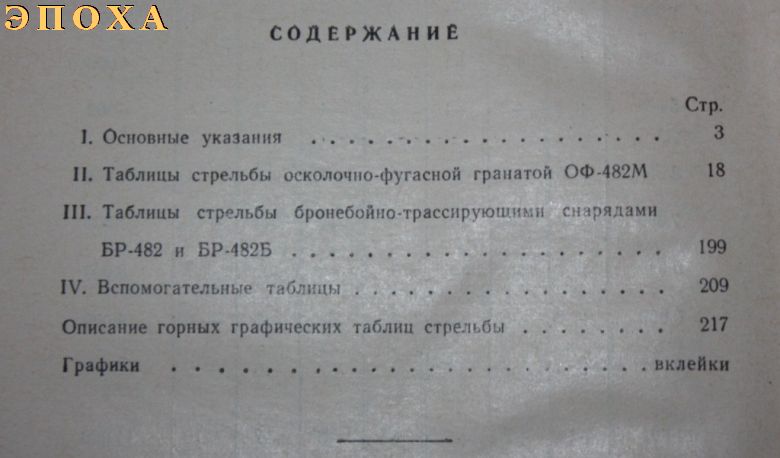 ЭПОХА
СОДЕРЖАНИЕ
Стр.
I. Основные указания . . . . . . . . . . . . . . . . . . 3
II. Таблицы стрельбы осколочно-фугасной гранатой ОФ-482М 18
III. Таблицы стрельбы бронебойно-трассирующими снарядами
БР-482 и БР-482Б . . . . . . . . . . . . . . . . . . . 199
IV. Вспомогательные таблицы . . . . . . . . . . . . . . . . 209
Описание горных графических таблиц стрельбы . . . . . . . . 217
Графики . . . . . . . . . . . . . . . . . . . . . . . вклейки